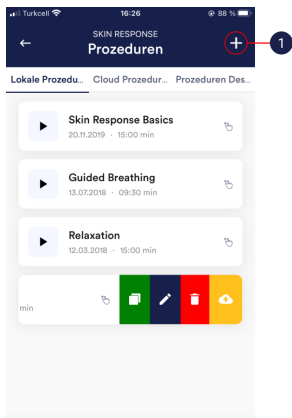 Turkcell 16:26 88 %
SKIN RESPONSE
Prozeduren
1
Lokale Prozedu... Cloud Prozedur... Prozeduren Des...
Skin Response Basics
20.11.2019 · 15:00 min
Guided Breathing
13.07.2018 · 09:30 min
Relaxation
12.03.2018 · 15:00 min
min